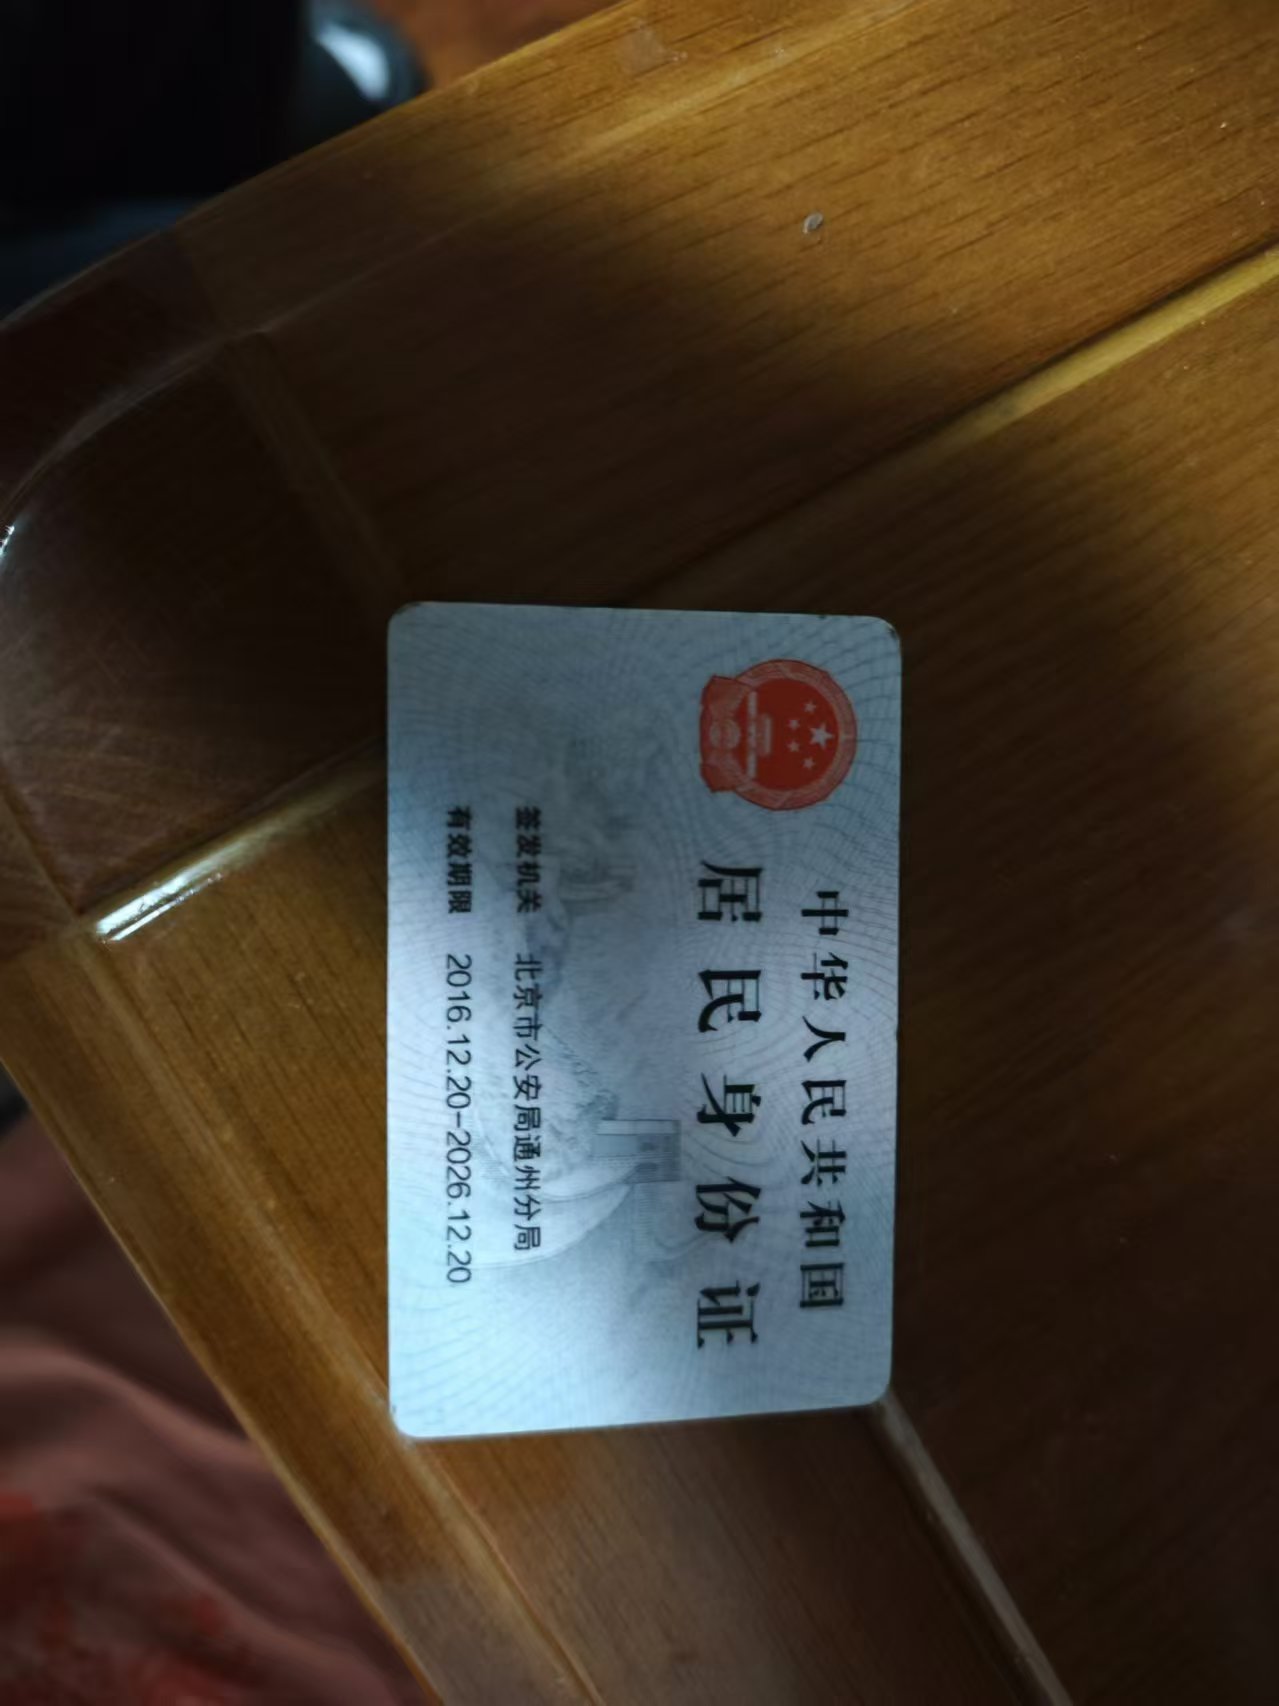 中华人民共和国
居民身份证
签发机关 北京市公安局通州分局
有效期限 2016.12.20-2026.12.20